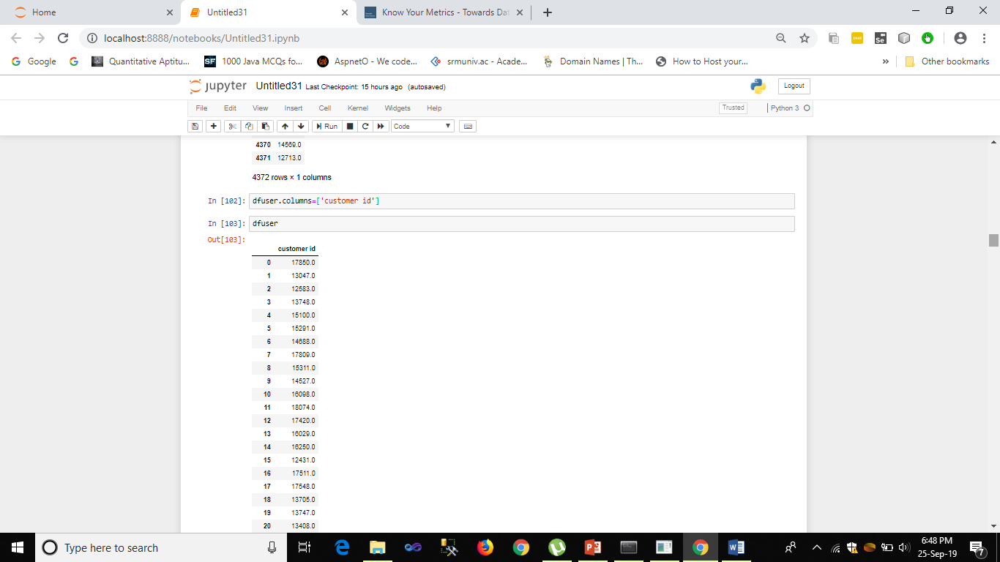 Home
Untitled31
Know Your Metrics - Towards Dat
localhost:8888/notebooks/Untitled31.ipynb
Google
Quantitative Aptitu...
SF 1000 Java MCQs fo...
AspnetO - We code...
srmuniv.ac - Acade...
Domain Names | Th...
How to Host your...
»
Other bookmarks
jupyter Untitled31 Last Checkpoint: 15 hours ago (autosaved)
Logout
File Edit View Insert Cell Kernel Widgets Help
Trusted
Python 3
Run
Code
4370 14569.0
4371 12713.0
4372 rows × 1 columns
In [102]: dfuser.columns=['customer id']
In [103]: dfuser
Out[103]:
customer id
0 17850.0
1 13047.0
2 12583.0
3 13748.0
4 15100.0
5 15291.0
6 14688.0
7 17809.0
8 15311.0
9 14527.0
10 16098.0
11 18074.0
12 17420.0
13 16029.0
14 16250.0
15 12431.0
16 17511.0
17 17548.0
18 13705.0
19 13747.0
20 13408.0
Type here to search
6:48 PM
25-Sep-19
7